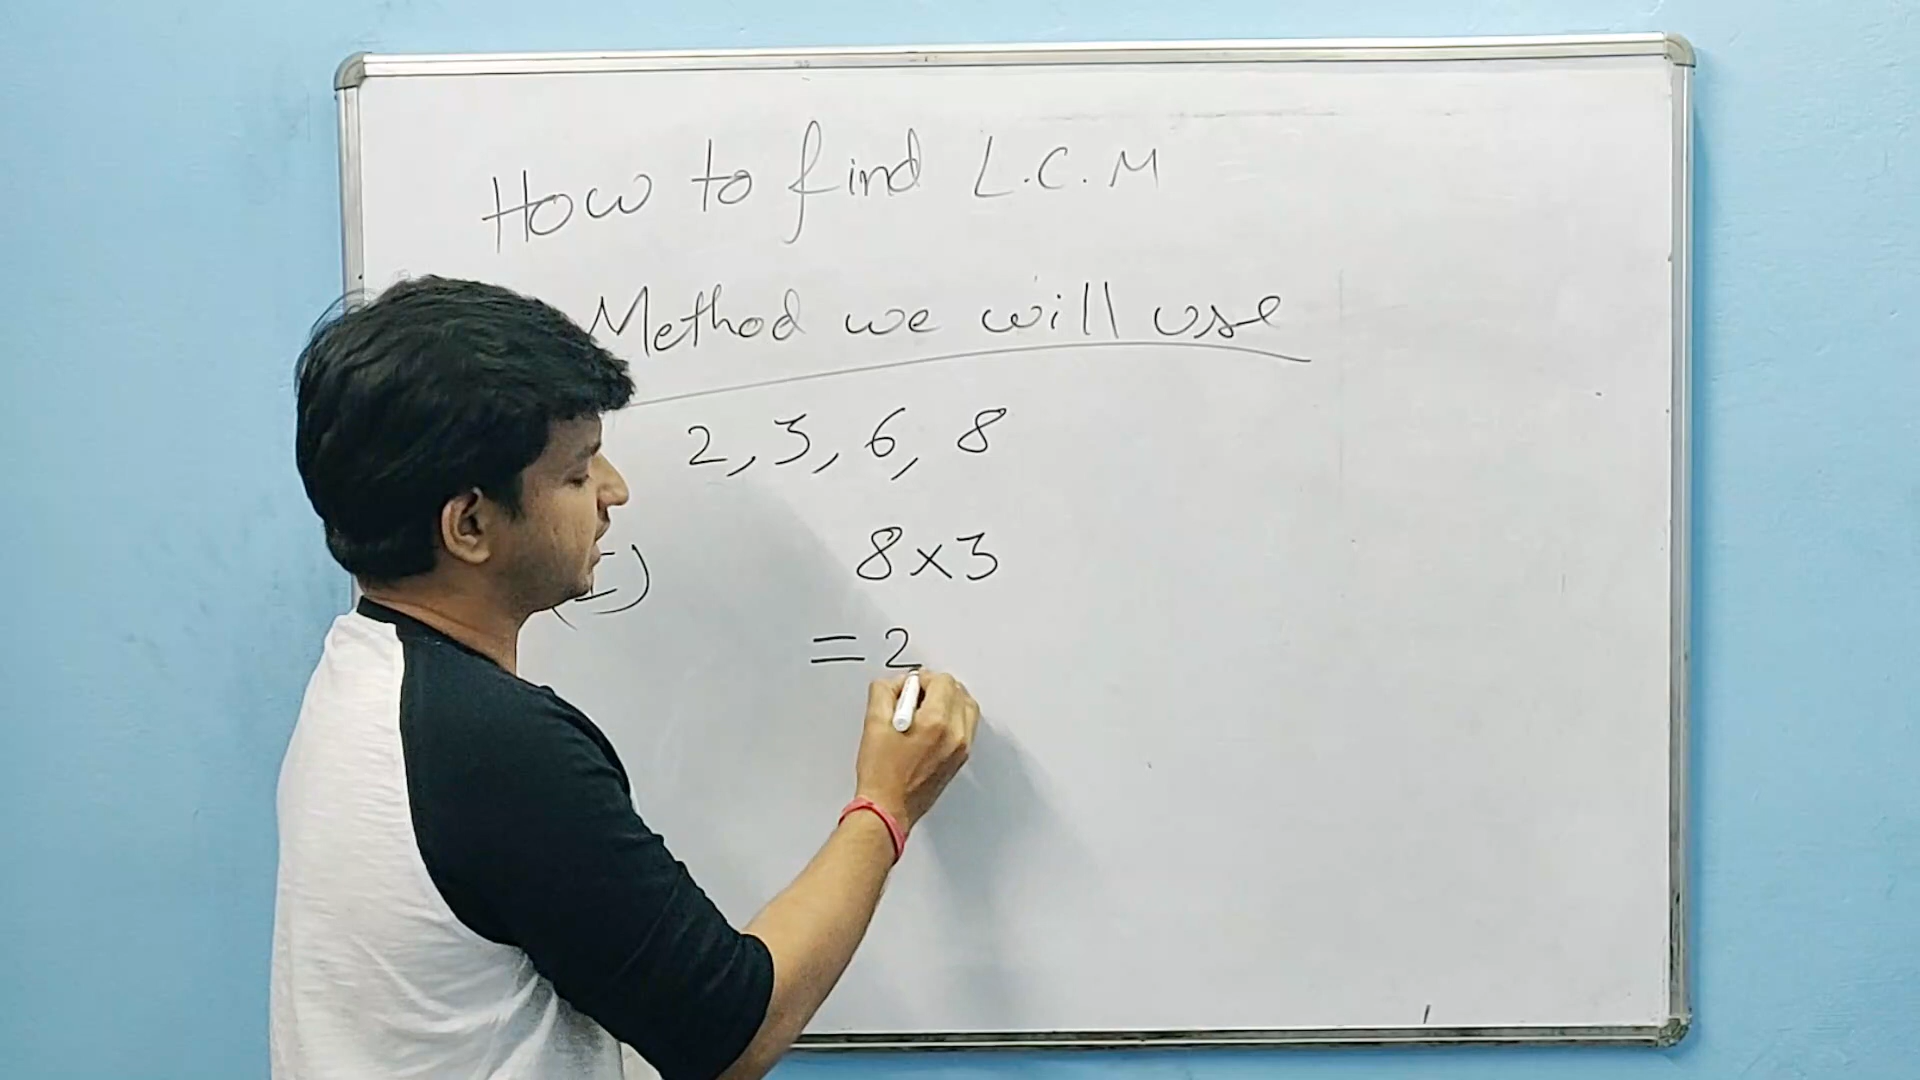 How to find L.C.M
Method we will use
2, 3, 6, 8
(I) 8×3
= 2